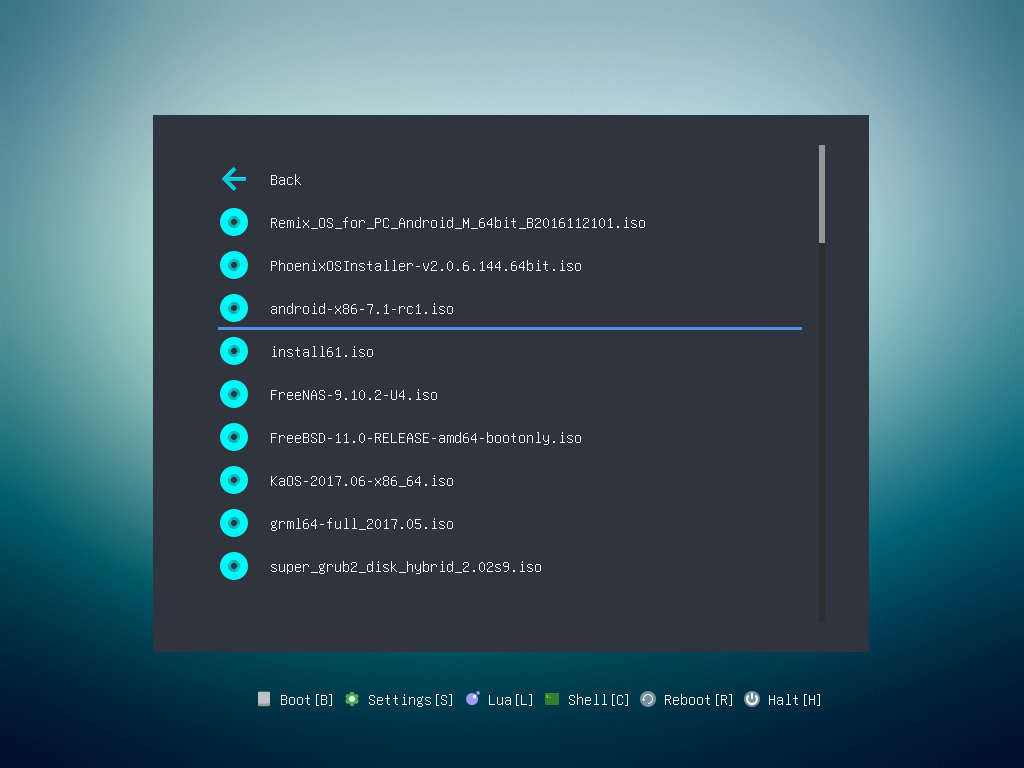 Back
Remix_OS_for_PC_Android_M_64bit_B2016112101.iso
PhoenixOSInstaller-v2.0.6.144.64bit.iso
android-x86-7.1-rc1.iso
install61.iso
FreeNAS-9.10.2-U4.iso
FreeBSD-11.0-RELEASE-amd64-bootonly.iso
KaOS-2017.06-x86_64.iso
grml64-full_2017.05.iso
super_grub2_disk_hybrid_2.02s9.iso
Boot[B] Settings[S] Lua[L] Shell[C] Reboot[R] Halt[H]